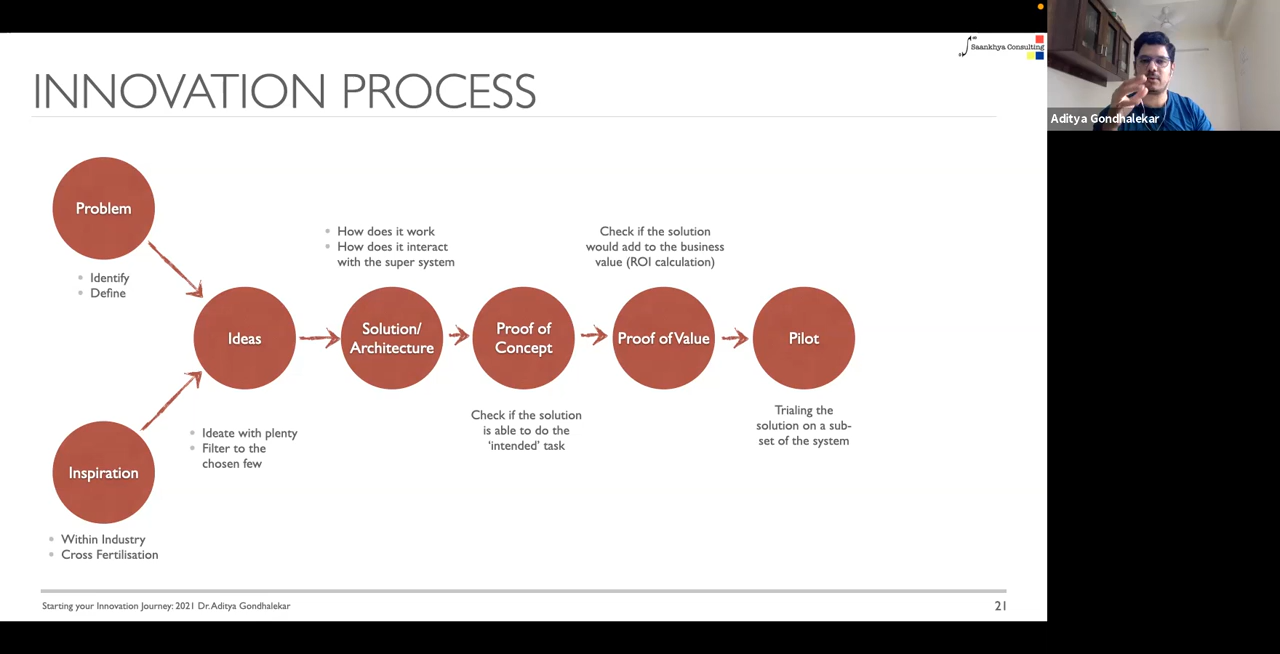 Saankhya Consulting
INNOVATION PROCESS
Aditya Gondhalekar
Problem
Identify
Define
Inspiration
Within Industry
Cross Fertilisation
Ideas
Ideate with plenty
Filter to the
chosen few
How does it work
How does it interact
with the super system
Solution/
Architecture
Proof of
Concept
Check if the solution
is able to do the
'intended' task
Check if the solution
would add to the business
value (ROI calculation)
Proof of Value
Pilot
Trialing the
solution on a sub-
set of the system
Starting your Innovation Journey: 2021 Dr. Aditya Gondhalekar
21